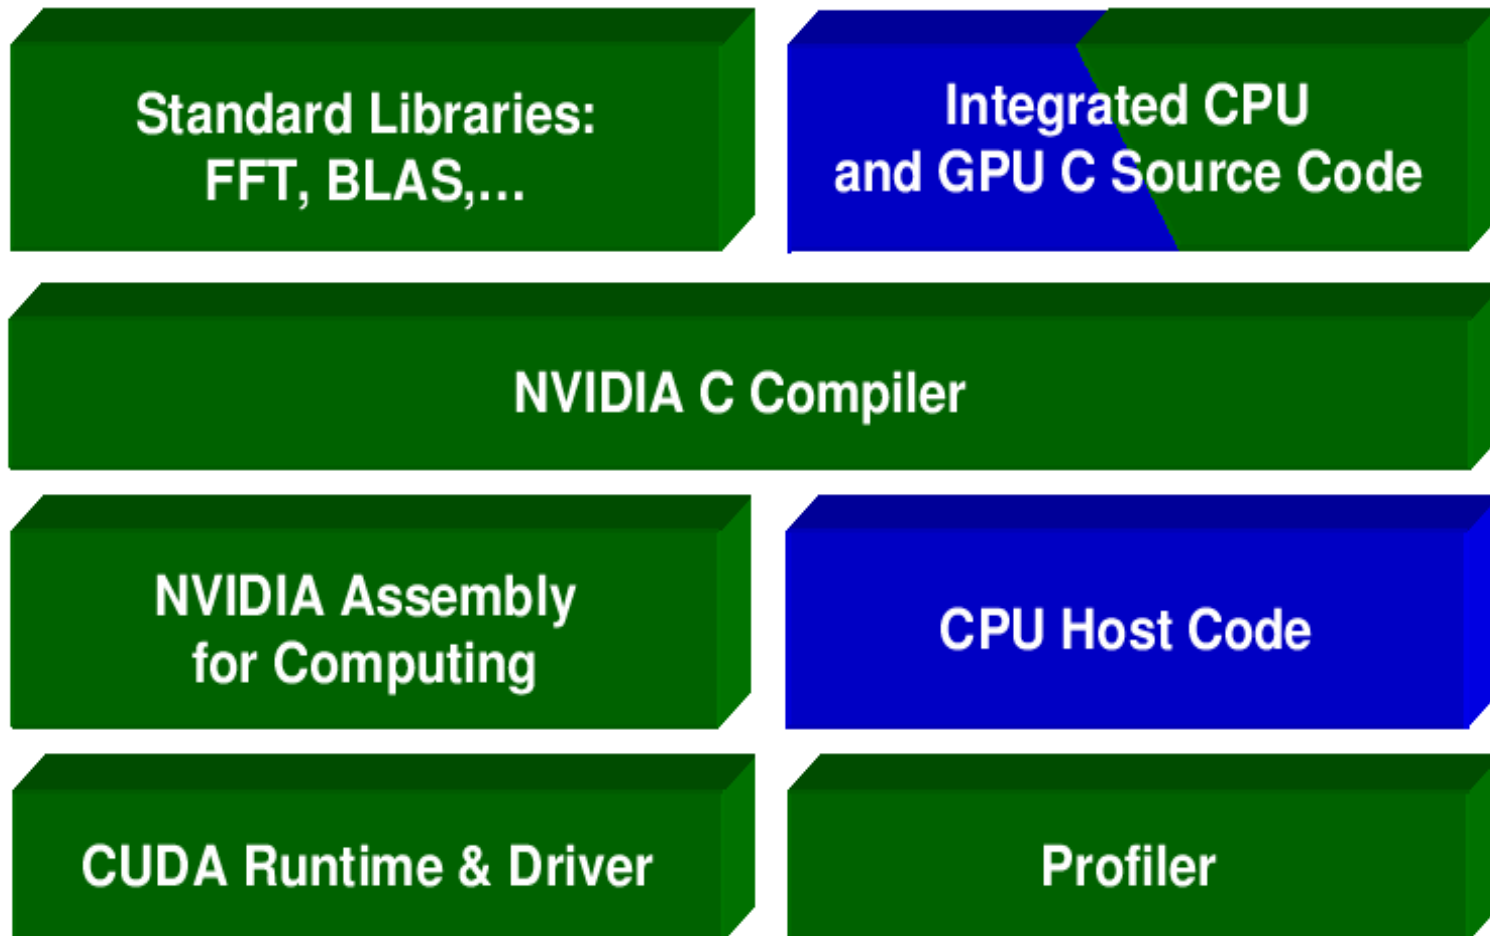 Standard Libraries:
FFT, BLAS,...
Integrated CPU
and GPU C Source Code
NVIDIA C Compiler
NVIDIA Assembly
for Computing
CPU Host Code
CUDA Runtime & Driver
Profiler